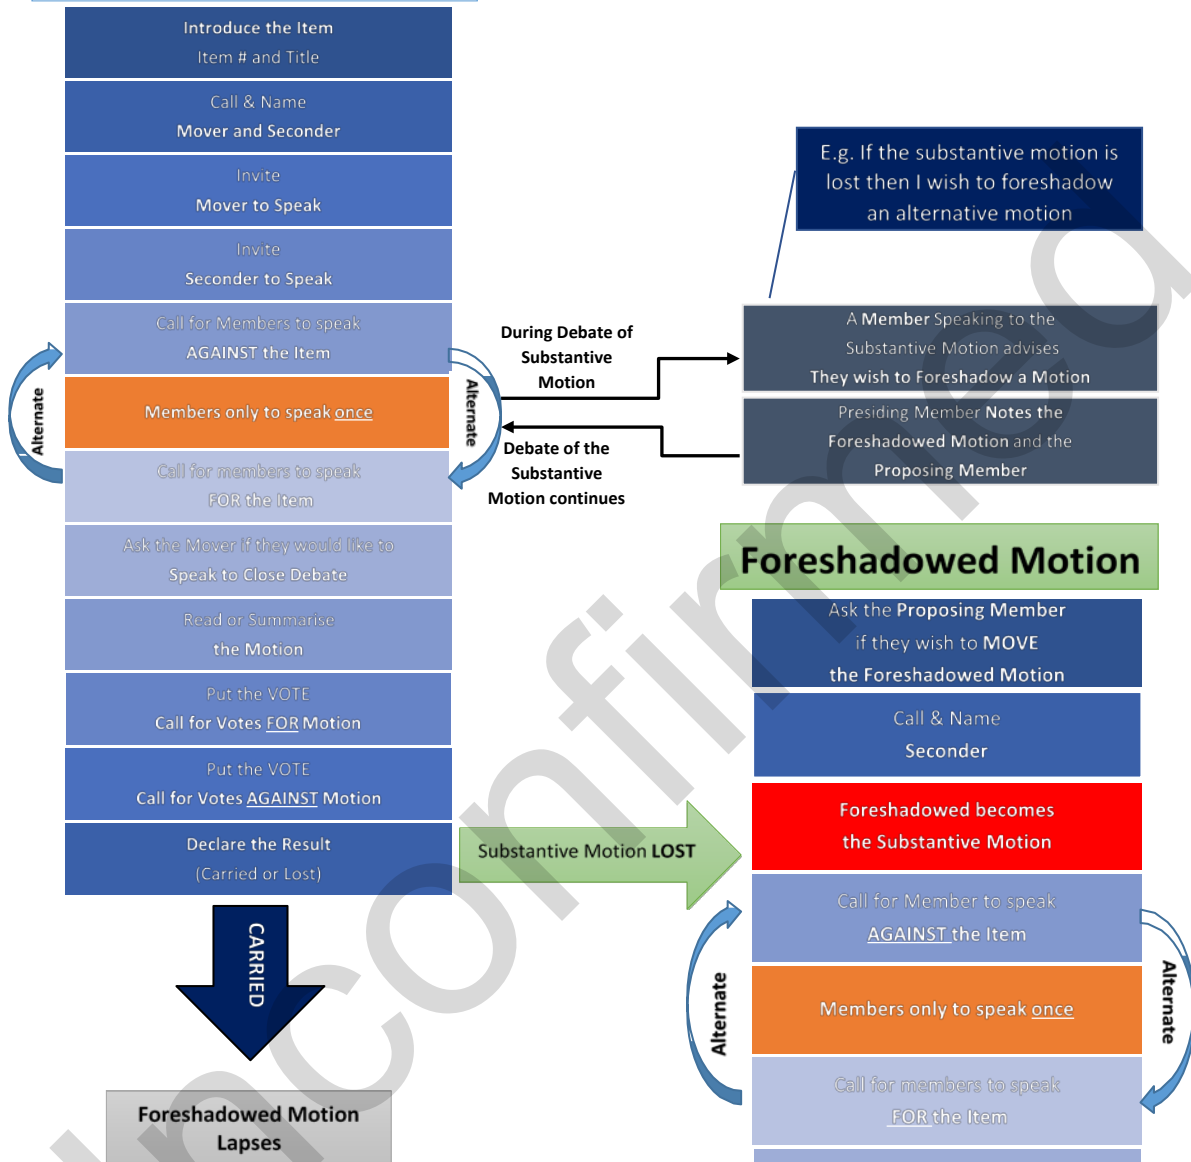 Introduce the Item
Item # and Title
Call & Name
Mover and Seconder
Invite
Mover to Speak
Invite
Seconder to Speak
Call for Members to speak
AGAINST the Item
Members only to speak once
Call for members to speak
FOR the Item
Alternate
Alternate
Ask the Mover if they would like to
Speak to Close Debate
Read or Summarise
the Motion
Put the VOTE
Call for Votes FOR Motion
Put the VOTE
Call for Votes AGAINST Motion
Declare the Result
(Carried or Lost)
CARRIED
Foreshadowed Motion
Lapses
During Debate of
Substantive
Motion
Debate of the
Substantive
Motion continues
E.g. If the substantive motion is
lost then I wish to foreshadow
an alternative motion
A Member Speaking to the
Substantive Motion advises
They wish to Foreshadow a Motion
Presiding Member Notes the
Foreshadowed Motion and the
Proposing Member
Substantive Motion LOST
Foreshadowed Motion
Ask the Proposing Member
if they wish to MOVE
the Foreshadowed Motion
Call & Name
Seconder
Foreshadowed becomes
the Substantive Motion
Call for Member to speak
AGAINST the Item
Members only to speak once
Call for members to speak
FOR the Item
Alternate
Alternate
Unconfirmed